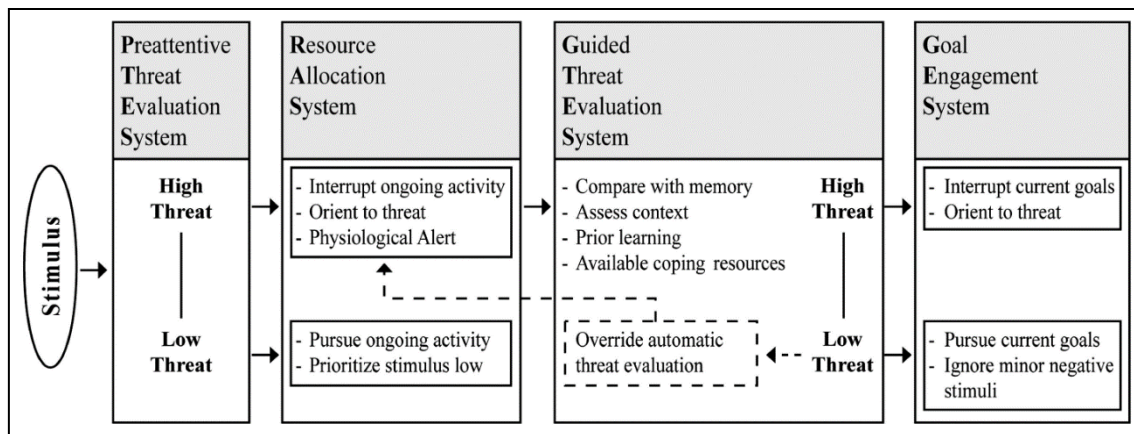 Stimulus
Preattentive
Threat
Evaluation
System
High
Threat
Low
Threat
Resource
Allocation
System
- Interrupt ongoing activity
- Orient to threat
- Physiological Alert
- Pursue ongoing activity
- Prioritize stimulus low
Guided
Threat
Evaluation
System
- Compare with memory
- Assess context
- Prior learning
- Available coping resources
High
Threat
Override automatic
threat evaluation
Low
Threat
Goal
Engagement
System
- Interrupt current goals
- Orient to threat
- Pursue current goals
- Ignore minor negative
stimuli